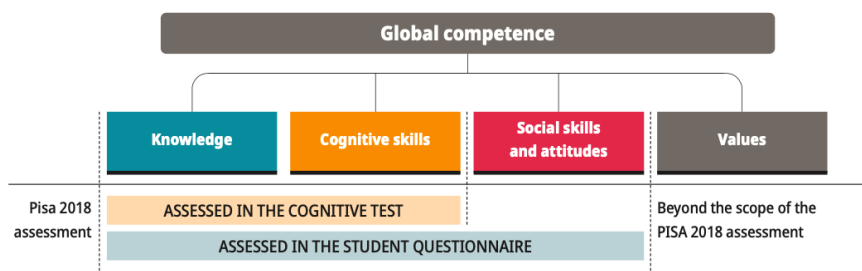 Global competence
Knowledge
Cognitive skills
Social skills
and attitudes
Values
Pisa 2018
assessment
ASSESSED IN THE COGNITIVE TEST
ASSESSED IN THE STUDENT QUESTIONNAIRE
Beyond the scope of the
PISA 2018 assessment